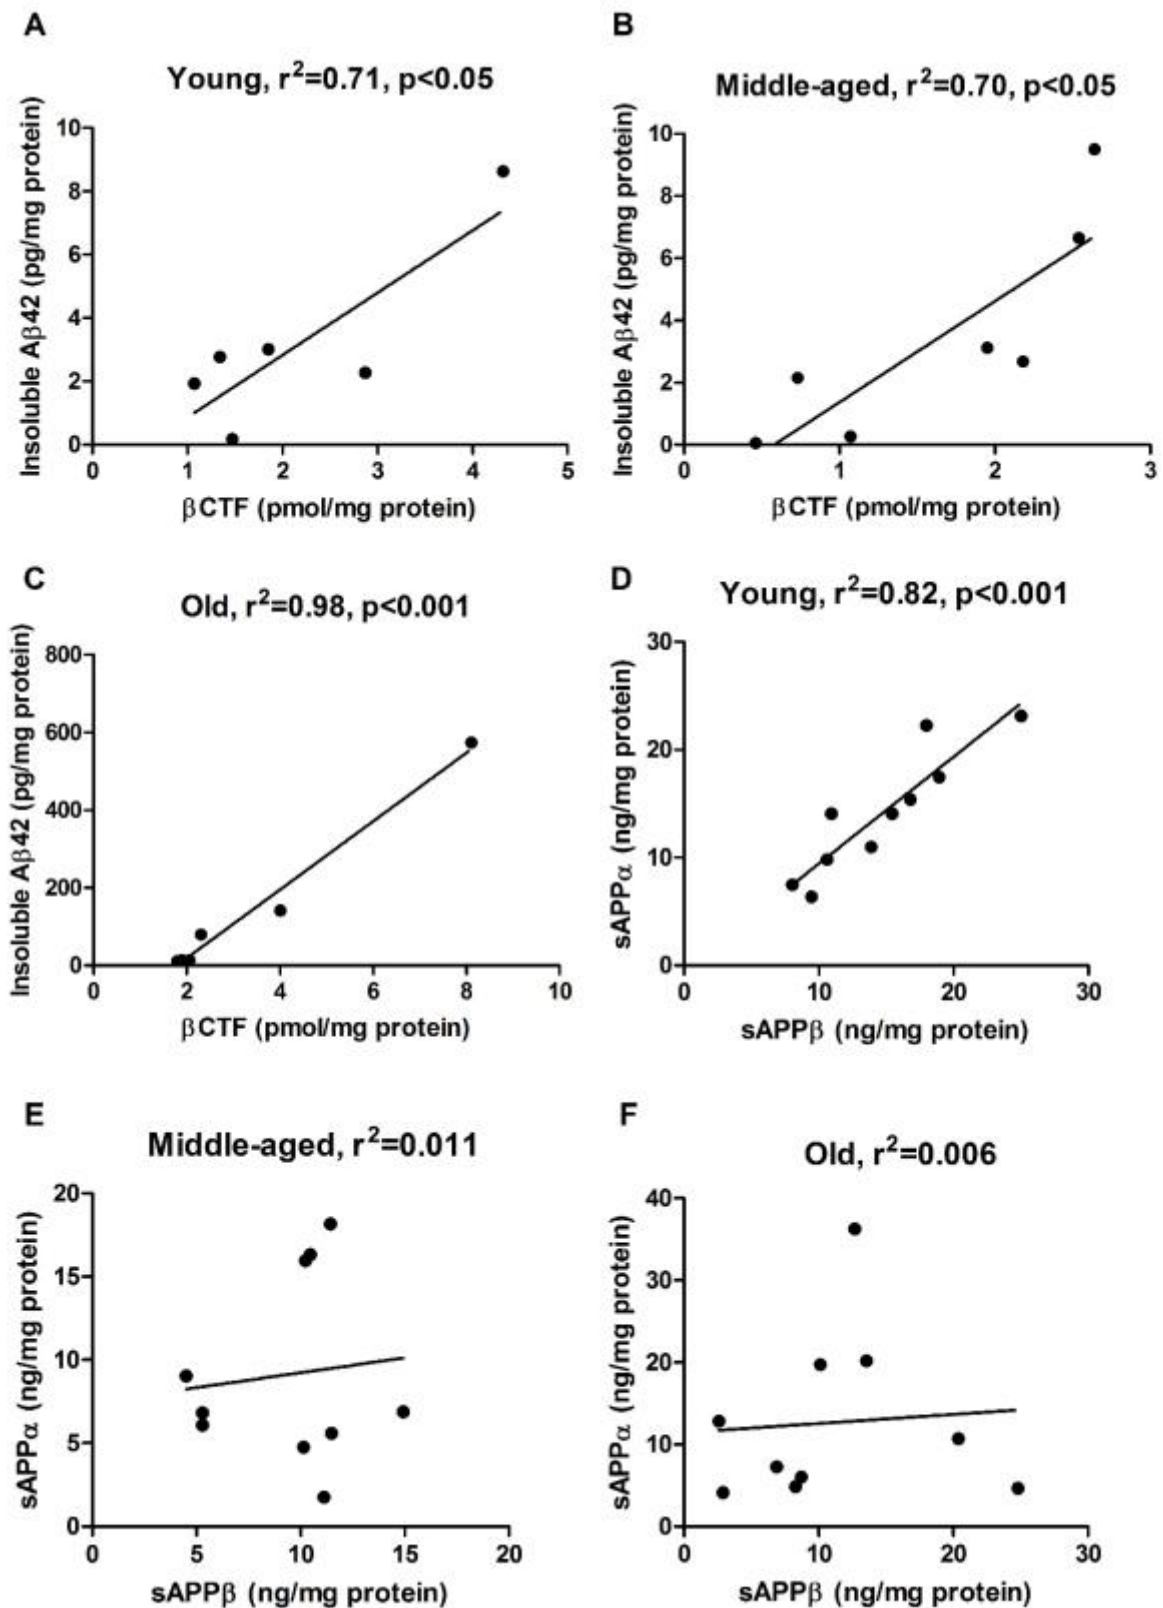 A
Young, r²=0.71, p<0.05
Insoluble Aβ42 (pg/mg protein)
10
8
6
4
2
0
0 1 2 3 4 5
βCTF (pmol/mg protein)
B
Middle-aged, r²=0.70, p<0.05
Insoluble Aβ42 (pg/mg protein)
10
8
6
4
2
0
0 1 2 3
βCTF (pmol/mg protein)
C
Old, r²=0.98, p<0.001
Insoluble Aβ42 (pg/mg protein)
800
600
400
200
0
0 2 4 6 8 10
βCTF (pmol/mg protein)
D
Young, r²=0.82, p<0.001
sAPPα (ng/mg protein)
30
20
10
0
0 10 20 30
sAPPβ (ng/mg protein)
E
Middle-aged, r²=0.011
sAPPα (ng/mg protein)
20
15
10
5
0
0 5 10 15 20
sAPPβ (ng/mg protein)
F
Old, r²=0.006
sAPPα (ng/mg protein)
40
30
20
10
0
0 10 20 30
sAPPβ (ng/mg protein)